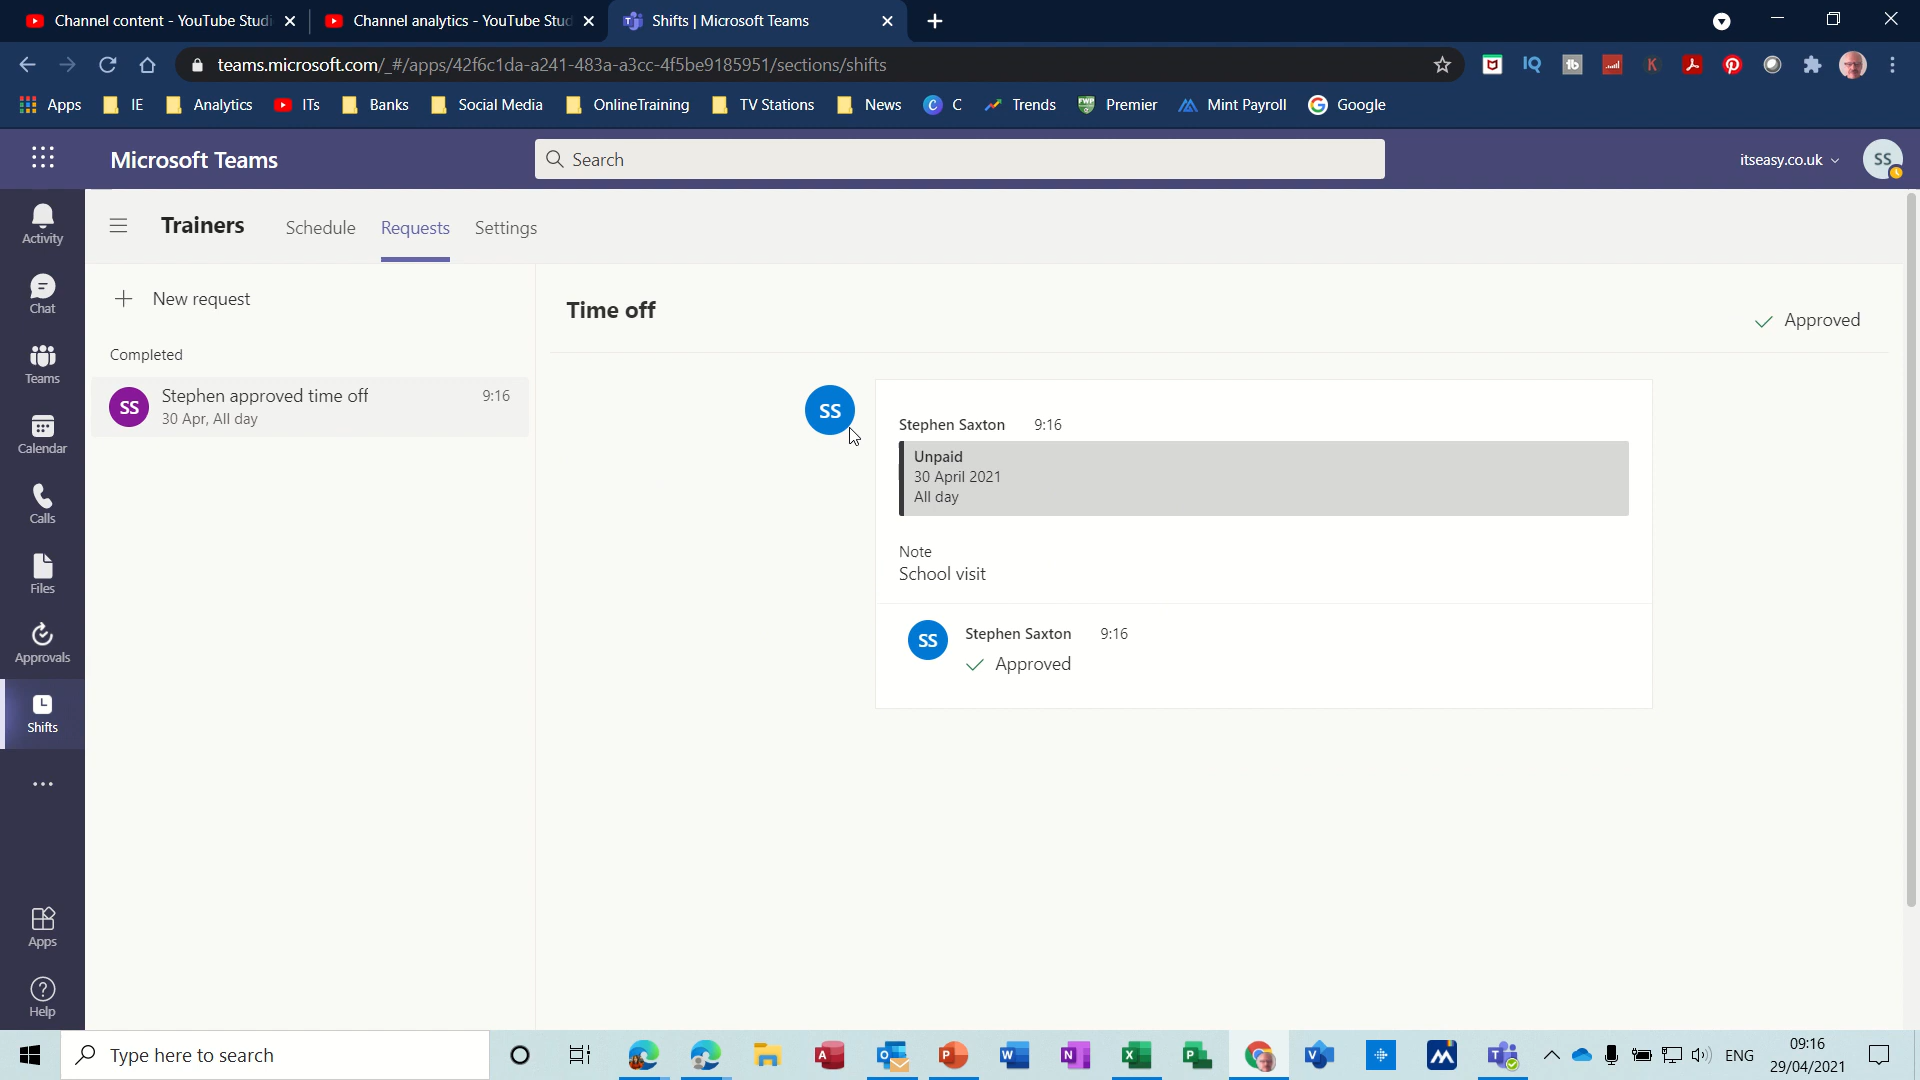 Channel content - YouTube Studi
Channel analytics - YouTube Stud
Shifts | Microsoft Teams
teams.microsoft.com/_#/apps/42f6c1da-a241-483a-a3cc-4f5be9185951/sections/shifts
Apps IE Analytics ITs Banks Social Media OnlineTraining TV Stations News C Trends Premier Mint Payroll Google
Microsoft Teams
Search
itseasy.co.uk
SS
Activity
Chat
Teams
Calendar
Calls
Files
Approvals
Shifts
Apps
Help
Trainers Schedule Requests Settings
New request
Completed
SS
Stephen approved time off 9:16
30 Apr, All day
Time off
Approved
SS
Stephen Saxton 9:16
Unpaid
30 April 2021
All day
Note
School visit
SS
Stephen Saxton 9:16
Approved
Type here to search
ENG
09:16
29/04/2021